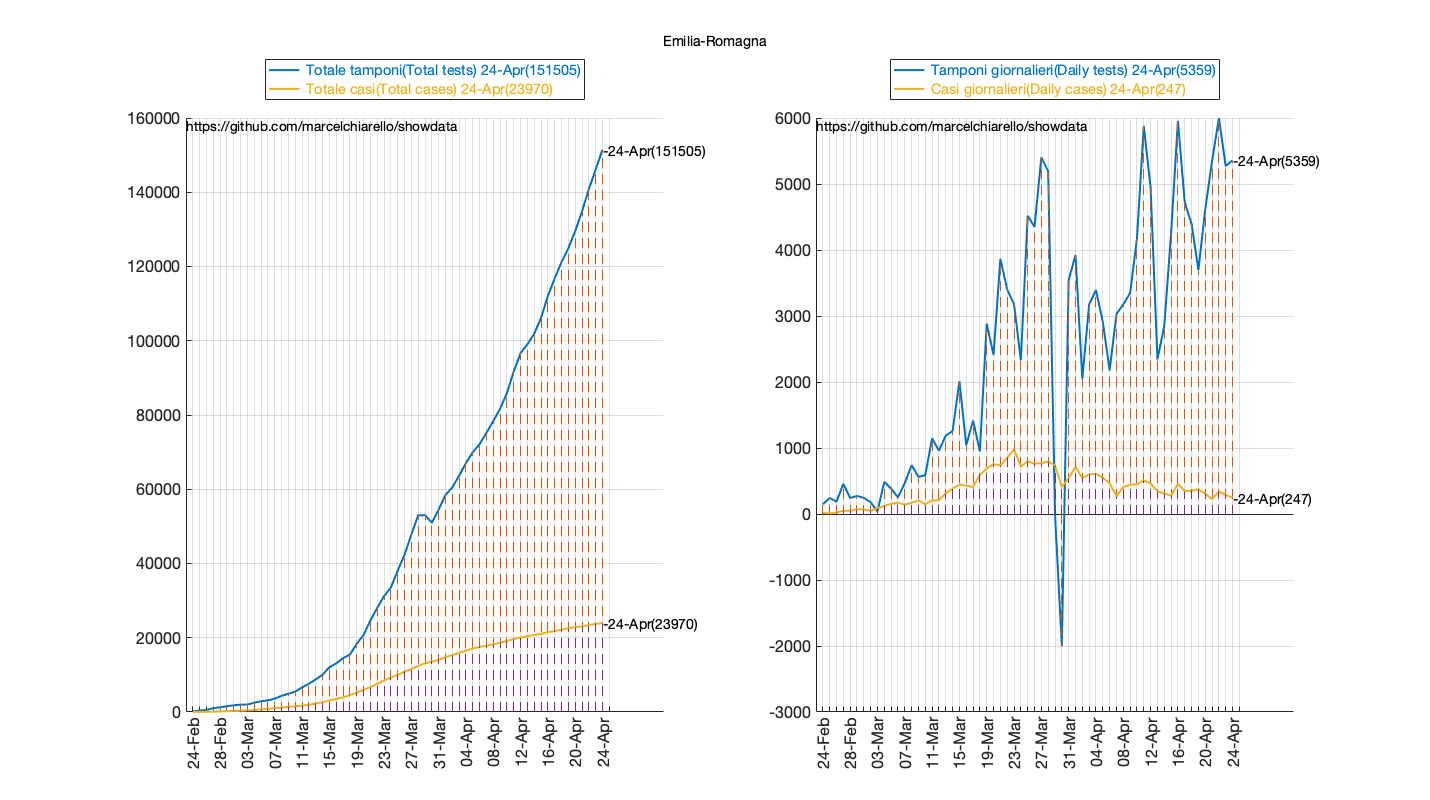 Emilia-Romagna
Totale tamponi(Total tests) 24-Apr(151505)
Totale casi(Total cases) 24-Apr(23970)
160000
140000
120000
100000
80000
60000
40000
20000
0
https://github.com/marcelchiarello/showdata
-24-Apr(151505)
-24-Apr(23970)
24-Feb
28-Feb
03-Mar
07-Mar
11-Mar
15-Mar
19-Mar
23-Mar
27-Mar
31-Mar
04-Apr
08-Apr
12-Apr
16-Apr
20-Apr
24-Apr
Tamponi giornalieri(Daily tests) 24-Apr(5359)
Casi giornalieri(Daily cases) 24-Apr(247)
6000
5000
4000
3000
2000
1000
0
-1000
-2000
-3000
https://github.com/marcelchiarello/showdata
-24-Apr(5359)
-24-Apr(247)
24-Feb
28-Feb
03-Mar
07-Mar
11-Mar
15-Mar
19-Mar
23-Mar
27-Mar
31-Mar
04-Apr
08-Apr
12-Apr
16-Apr
20-Apr
24-Apr